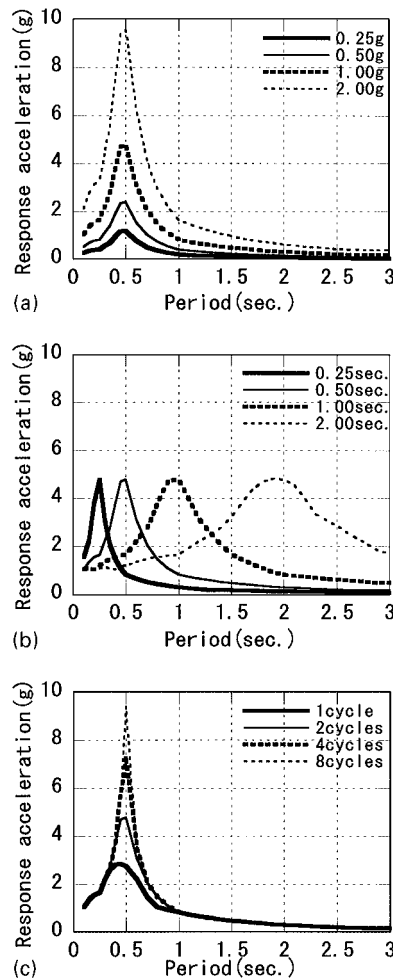 Response acceleration(g)
10
8
6
4
2
0
0.25g
0.50g
1.00g
2.00g
0 0.5 1 1.5 2 2.5 3
(a)
Period(sec.)
Response acceleration(g)
10
8
6
4
2
0
0.25sec.
0.50sec.
1.00sec.
2.00sec.
0 0.5 1 1.5 2 2.5 3
(b)
Period(sec.)
Response acceleration(g)
10
8
6
4
2
0
1cycle
2cycles
4cycles
8cycles
0 0.5 1 1.5 2 2.5 3
(c)
Period(sec.)